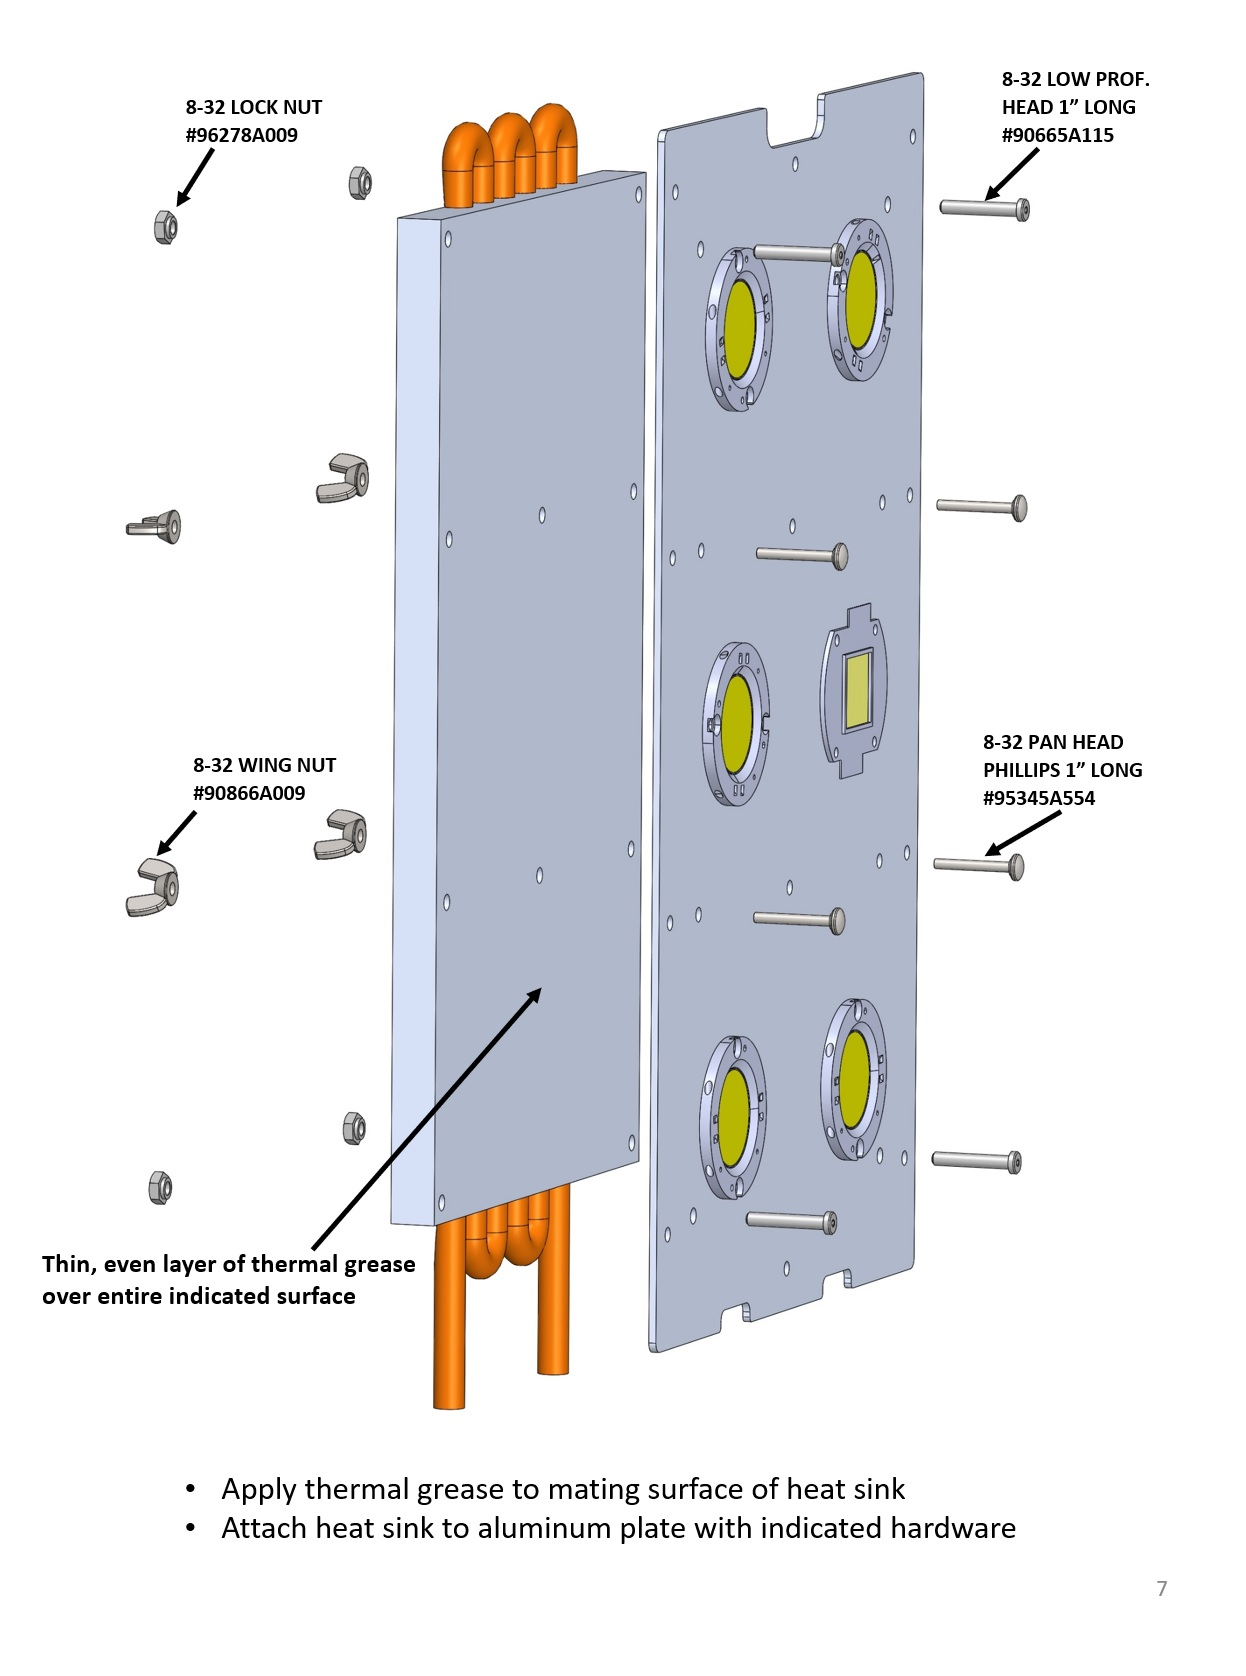 8-32 LOCK NUT
#96278A009
8-32 LOW PROF.
HEAD 1” LONG
#90665A115
8-32 WING NUT
#90866A009
8-32 PAN HEAD
PHILLIPS 1” LONG
#95345A554
Thin, even layer of thermal grease
over entire indicated surface
• Apply thermal grease to mating surface of heat sink
• Attach heat sink to aluminum plate with indicated hardware
7